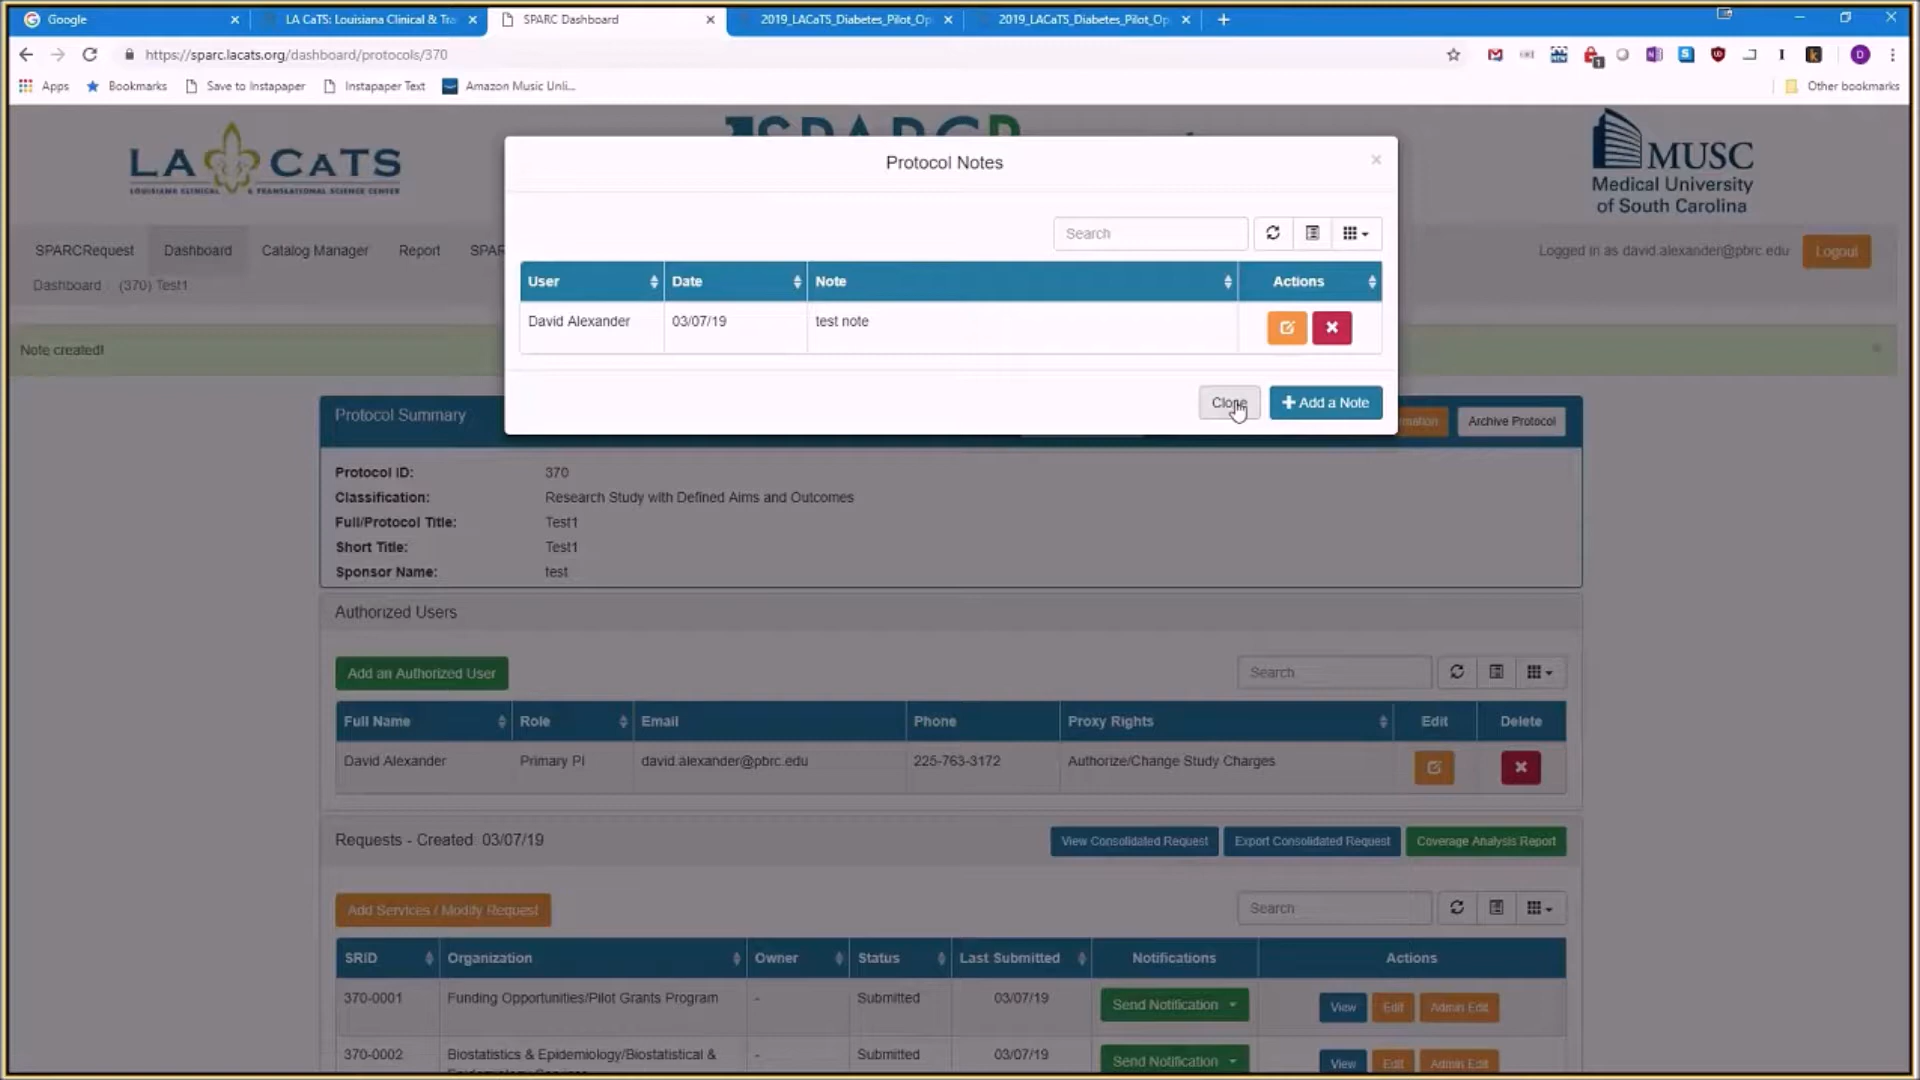 Google
LA CaTS: Louisiana Clinical & Tra
SPARC Dashboard
2019_LACaTS_Diabetes_Pilot_Op
2019_LACaTS_Diabetes_Pilot_Op
https://sparc.lacats.org/dashboard/protocols/370
Apps
Bookmarks
Save to Instapaper
Instapaper Text
Amazon Music Unli...
Other bookmarks
LA CATS
LOUISIANA CLINICAL & TRANSLATIONAL SCIENCE CENTER
MUSC
Medical University
of South Carolina
SPARCRequest
Dashboard
Catalog Manager
Report
Logged in as david.alexander@pbrc.edu
Logout
Dashboard
(370) Test1
Note created!
Protocol Notes
Search
User
Date
Note
Actions
David Alexander
03/07/19
test note
Close
Add a Note
Protocol Summary
Archive Protocol
Protocol ID:
370
Classification:
Research Study with Defined Aims and Outcomes
Full/Protocol Title:
Test1
Short Title:
Test1
Sponsor Name:
test
Authorized Users
Add an Authorized User
Search
Full Name
Role
Email
Phone
Proxy Rights
Edit
Delete
David Alexander
Primary PI
david.alexander@pbrc.edu
225-763-3172
Authorize/Change Study Charges
Requests - Created 03/07/19
View Consolidated Request
Export Consolidated Request
Coverage Analysis Report
Add Services / Modify Request
Search
SRID
Organization
Owner
Status
Last Submitted
Notifications
Actions
370-0001
Funding Opportunities/Pilot Grants Program
-
Submitted
03/07/19
Send Notification
View
Edit
Admin Edit
370-0002
Biostatistics & Epidemiology/Biostatistical &
-
Submitted
03/07/19
Send Notification
View
Edit
Admin Edit